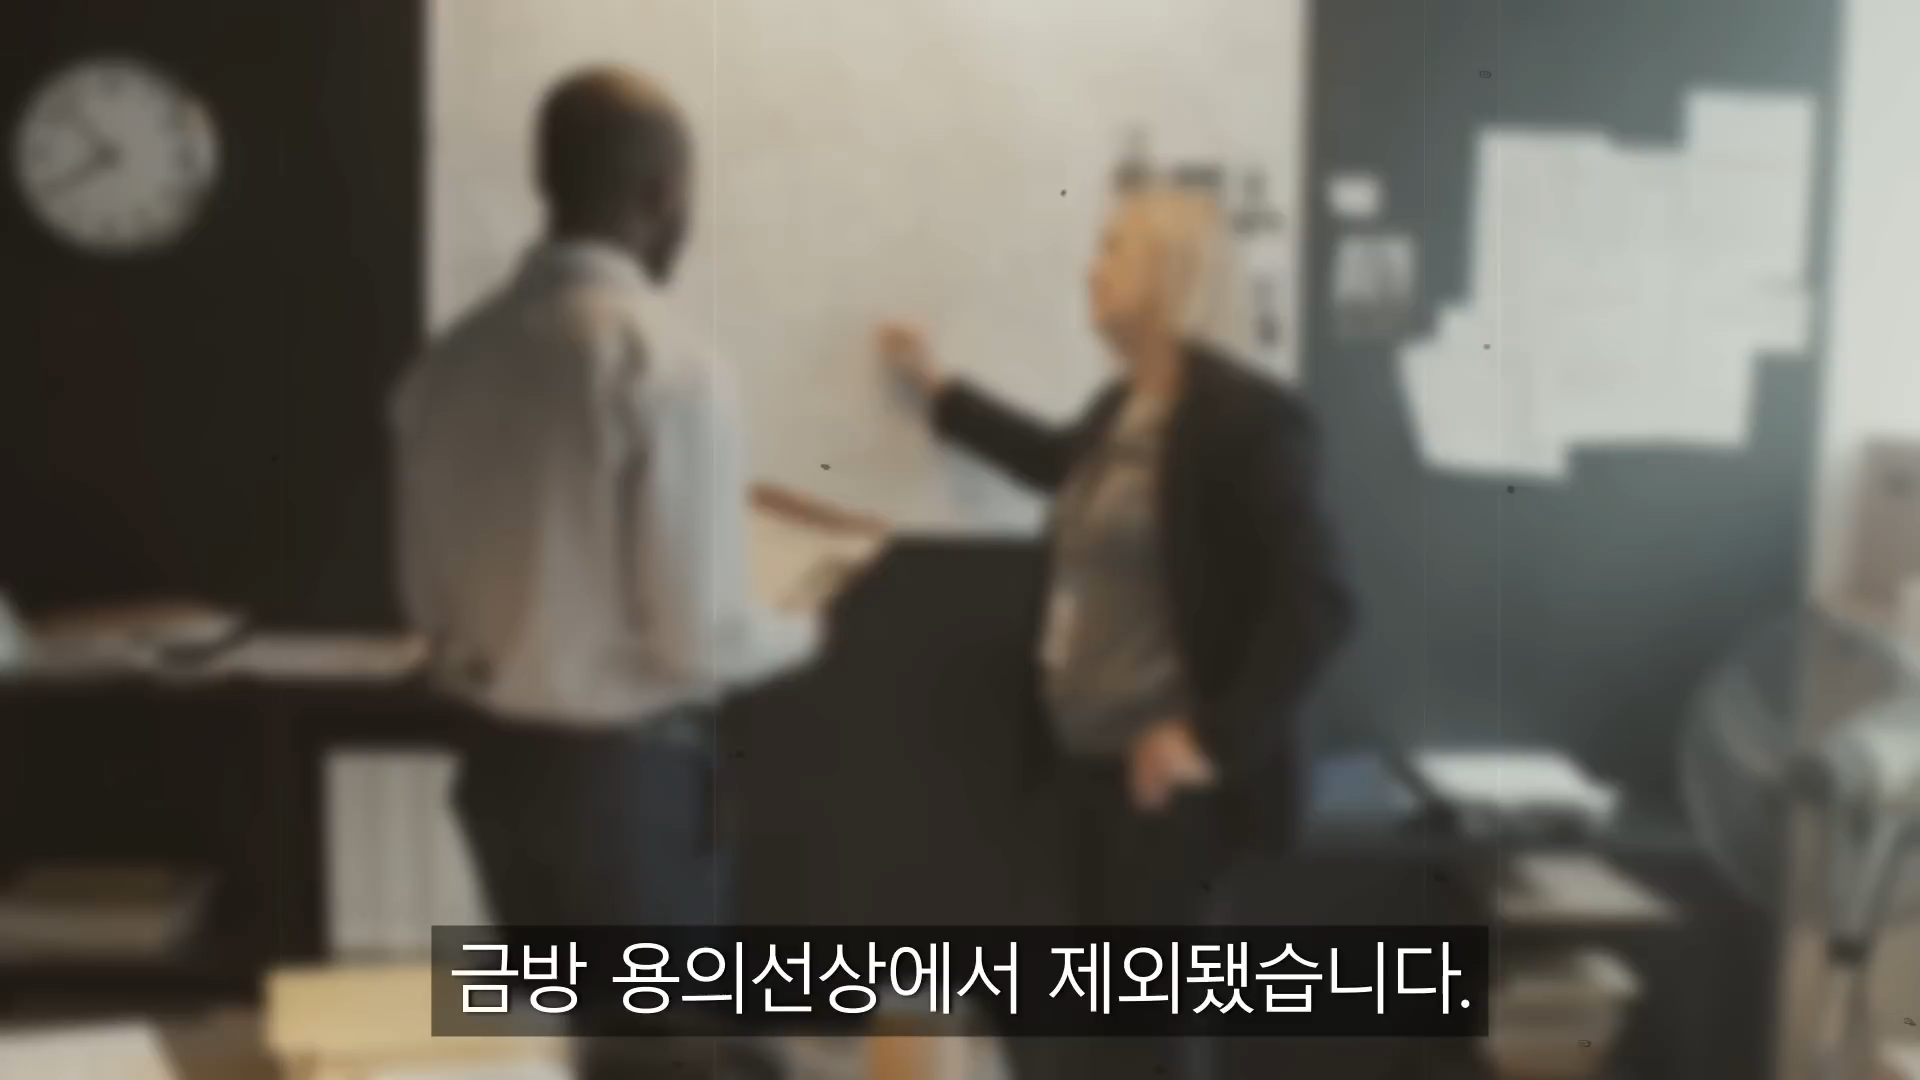 금방 용의선상에서 제외됐습니다.